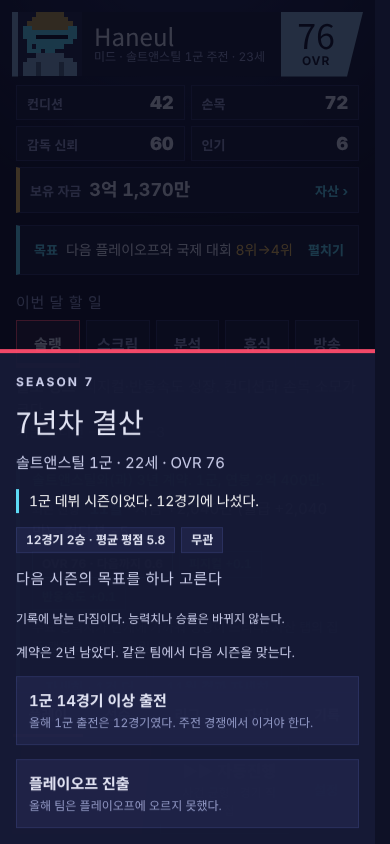 Haneul
미드 · 솔트앤스틸 1군 주전 · 23세
76
OVR
컨디션 42
손목 72
감독 신뢰 60
인기 6
보유 자금 3억 1,370만 자산 ›
목표 다음 플레이오프와 국제 대회 8위→4위 펼치기
이번 달 할 일
솔랭 스크림 분석 휴식 방송
SEASON 7
7년차 결산
솔트앤스틸 1군 · 22세 · OVR 76
1군 데뷔 시즌이었다. 12경기에 나섰다.
12경기 2승 · 평균 평점 5.8 무관
다음 시즌의 목표를 하나 고른다
기록에 남는 다짐이다. 능력치나 승률은 바뀌지 않는다.
계약은 2년 남았다. 같은 팀에서 다음 시즌을 맞는다.
1군 14경기 이상 출전
올해 1군 출전은 12경기였다. 주전 경쟁에서 이겨야 한다.
플레이오프 진출
올해 팀은 플레이오프에 오르지 못했다.